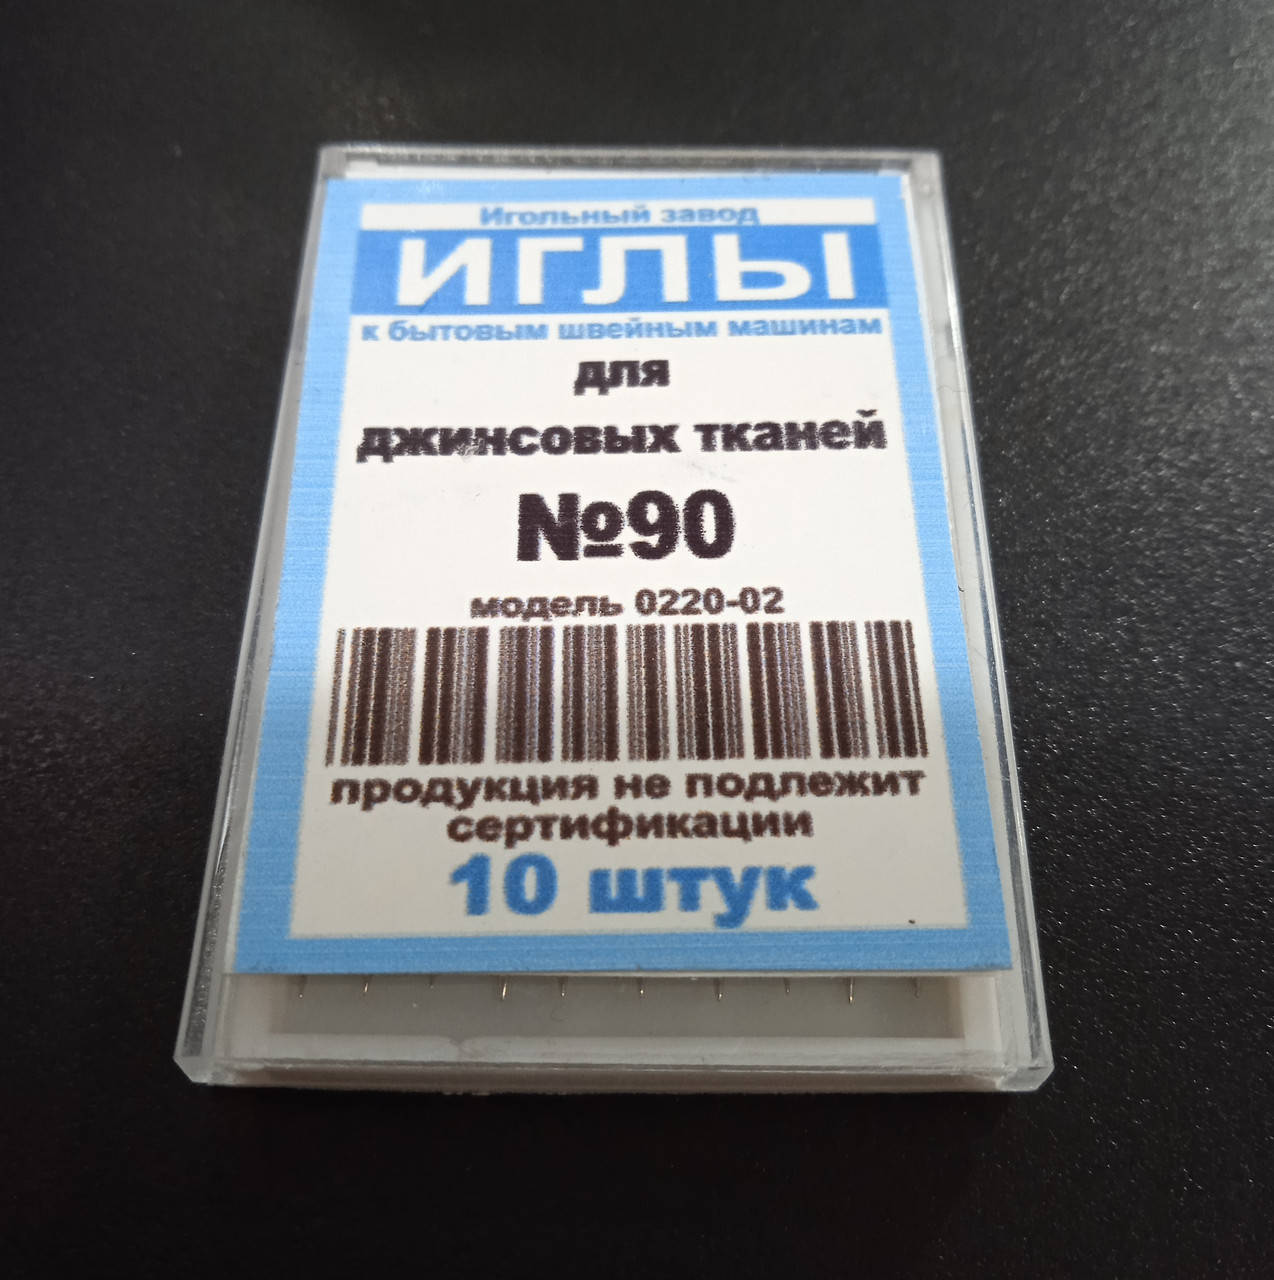 Игольный завод
ИГЛЫ
к бытовым швейным машинам
для
джинсовых тканей
№90
модель 0220-02
продукция не подлежит
сертификации
10 штук